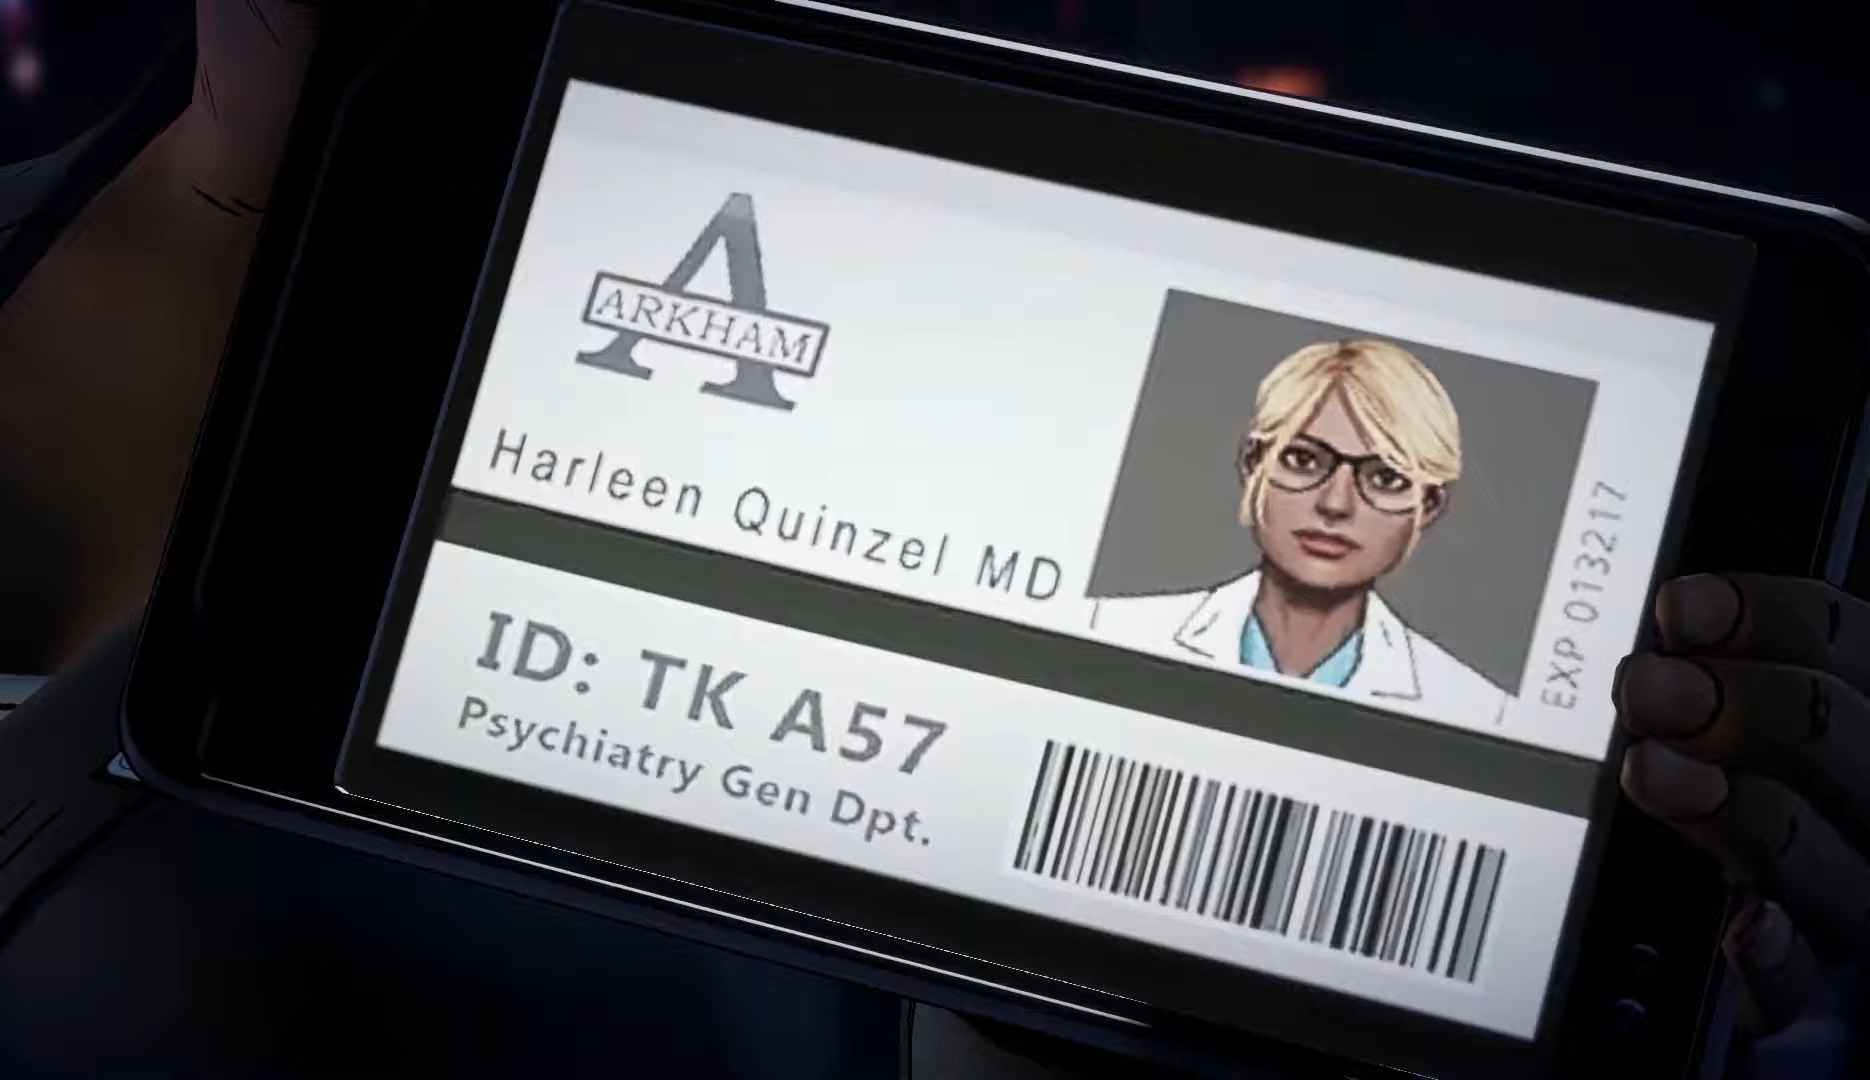 ARKHAM
Harleen Quinzel MD
EXP 013217
ID: TK A57
Psychiatry Gen Dpt.